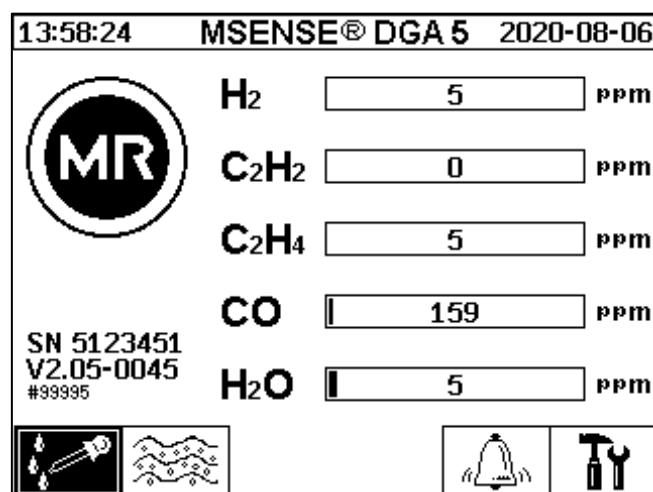 13:58:24 MSENSE® DGA 5 2020-08-06
MR
H₂ 5 ppm
C₂H₂ 0 ppm
C₂H₄ 5 ppm
CO 159 ppm
H₂O 5 ppm
SN 5123451
V2.05-0045
#99995